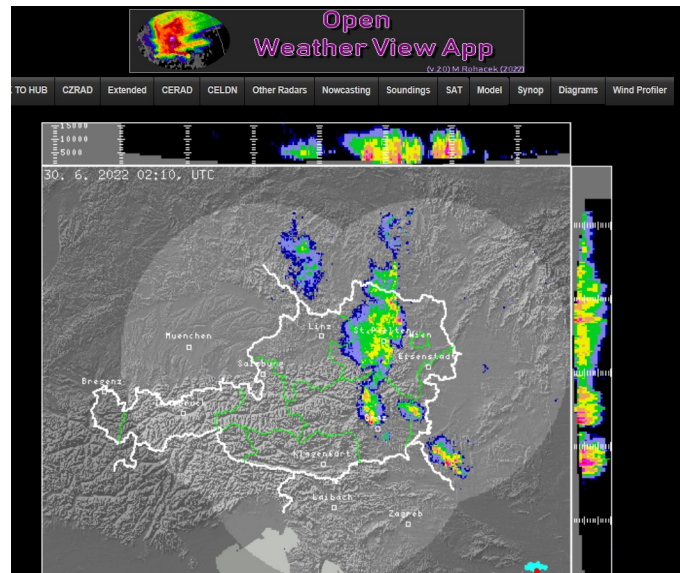 Open
Weather View App
(v 2.0) M.Rohacek (2022)
TO HUB CZRAD Extended CERAD CELDN Other Radars Nowcasting Soundings SAT Model Synop Diagrams Wind Profiler
15000
10000
5000
30. 6. 2022 02:10. UTC
Linz
St.Poelten
Wien
Muenchen
Eisenstadt
Salzburg
Bregenz
Klagenfurt
Laibach
Zagreb